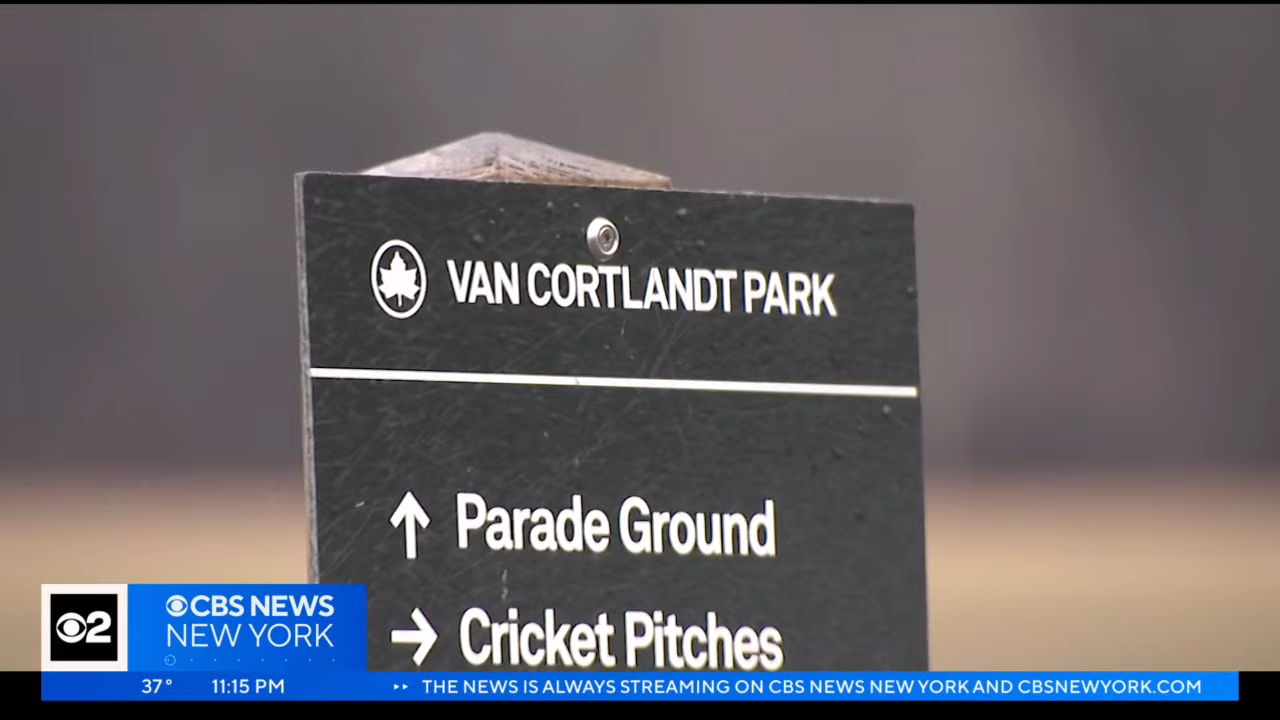 VAN CORTLANDT PARK
↑ Parade Ground
→ Cricket Pitches
2
CBS NEWS
NEW YORK
37° 11:15 PM THE NEWS IS ALWAYS STREAMING ON CBS NEWS NEW YORK AND CBSNEWYORK.COM